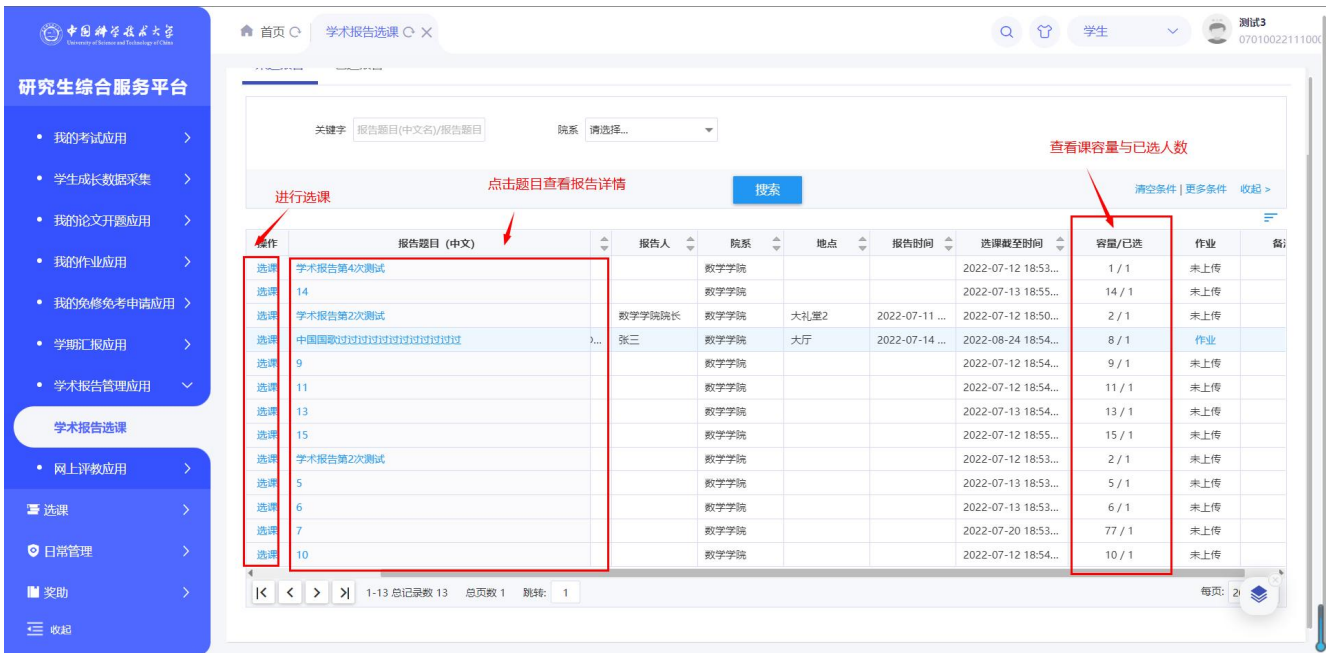 中国科学技术大学
University of Science and Technology of China
首页
学术报告选课
学生
测试3
07010022111000
研究生综合服务平台
我的考试应用
学生成长数据采集
我的论文开题应用
我的作业应用
我的免修免考申请应用
学期汇报应用
学术报告管理应用
学术报告选课
网上评教应用
选课
日常管理
奖助
收起
关键字 报告题目(中文名)/报告题目 院系 请选择...
查看课容量与已选人数
点击题目查看报告详情
进行选课
搜索
清空条件 | 更多条件 收起 >
操作 报告题目 (中文) 报告人 院系 地点 报告时间 选课截至时间 容量/已选 作业
选课 学术报告第4次测试 数学学院 2022-07-12 18:53... 1 / 1 未上传
选课 14 数学学院 2022-07-13 18:55... 14 / 1 未上传
选课 学术报告第2次测试 数学学院院长 数学学院 大礼堂2 2022-07-11 ... 2022-07-12 18:50... 2 / 1 未上传
选课 中国国歌过过过过过过过过过过过过 ... 张三 数学学院 大厅 2022-07-14 ... 2022-08-24 18:54... 8 / 1 作业
选课 9 数学学院 2022-07-12 18:54... 9 / 1 未上传
选课 11 数学学院 2022-07-12 18:54... 11 / 1 未上传
选课 13 数学学院 2022-07-13 18:54... 13 / 1 未上传
选课 15 数学学院 2022-07-12 18:55... 15 / 1 未上传
选课 学术报告第2次测试 数学学院 2022-07-12 18:53... 2 / 1 未上传
选课 5 数学学院 2022-07-13 18:53... 5 / 1 未上传
选课 6 数学学院 2022-07-13 18:53... 6 / 1 未上传
选课 7 数学学院 2022-07-20 18:53... 77 / 1 未上传
选课 10 数学学院 2022-07-12 18:54... 10 / 1 未上传
1-13 总记录数 13 总页数 1 跳转: 1 每页: 2